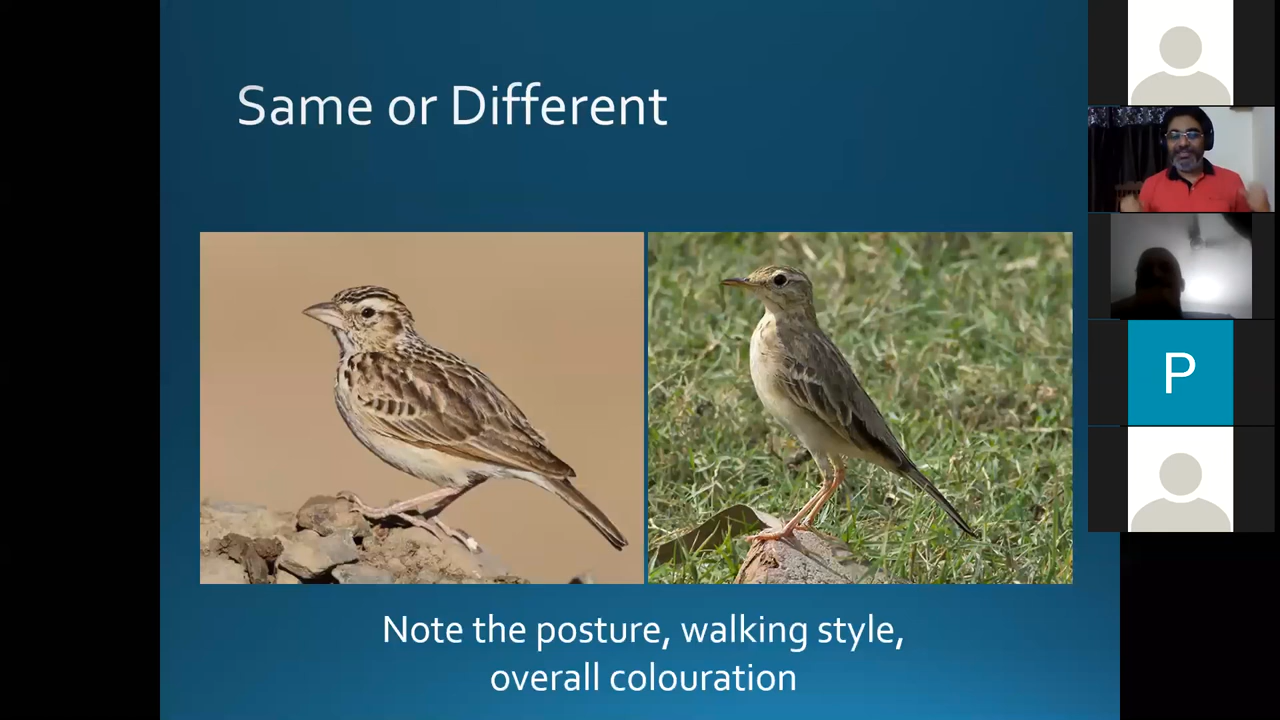 Same or Different
Note the posture, walking style,
overall colouration
P